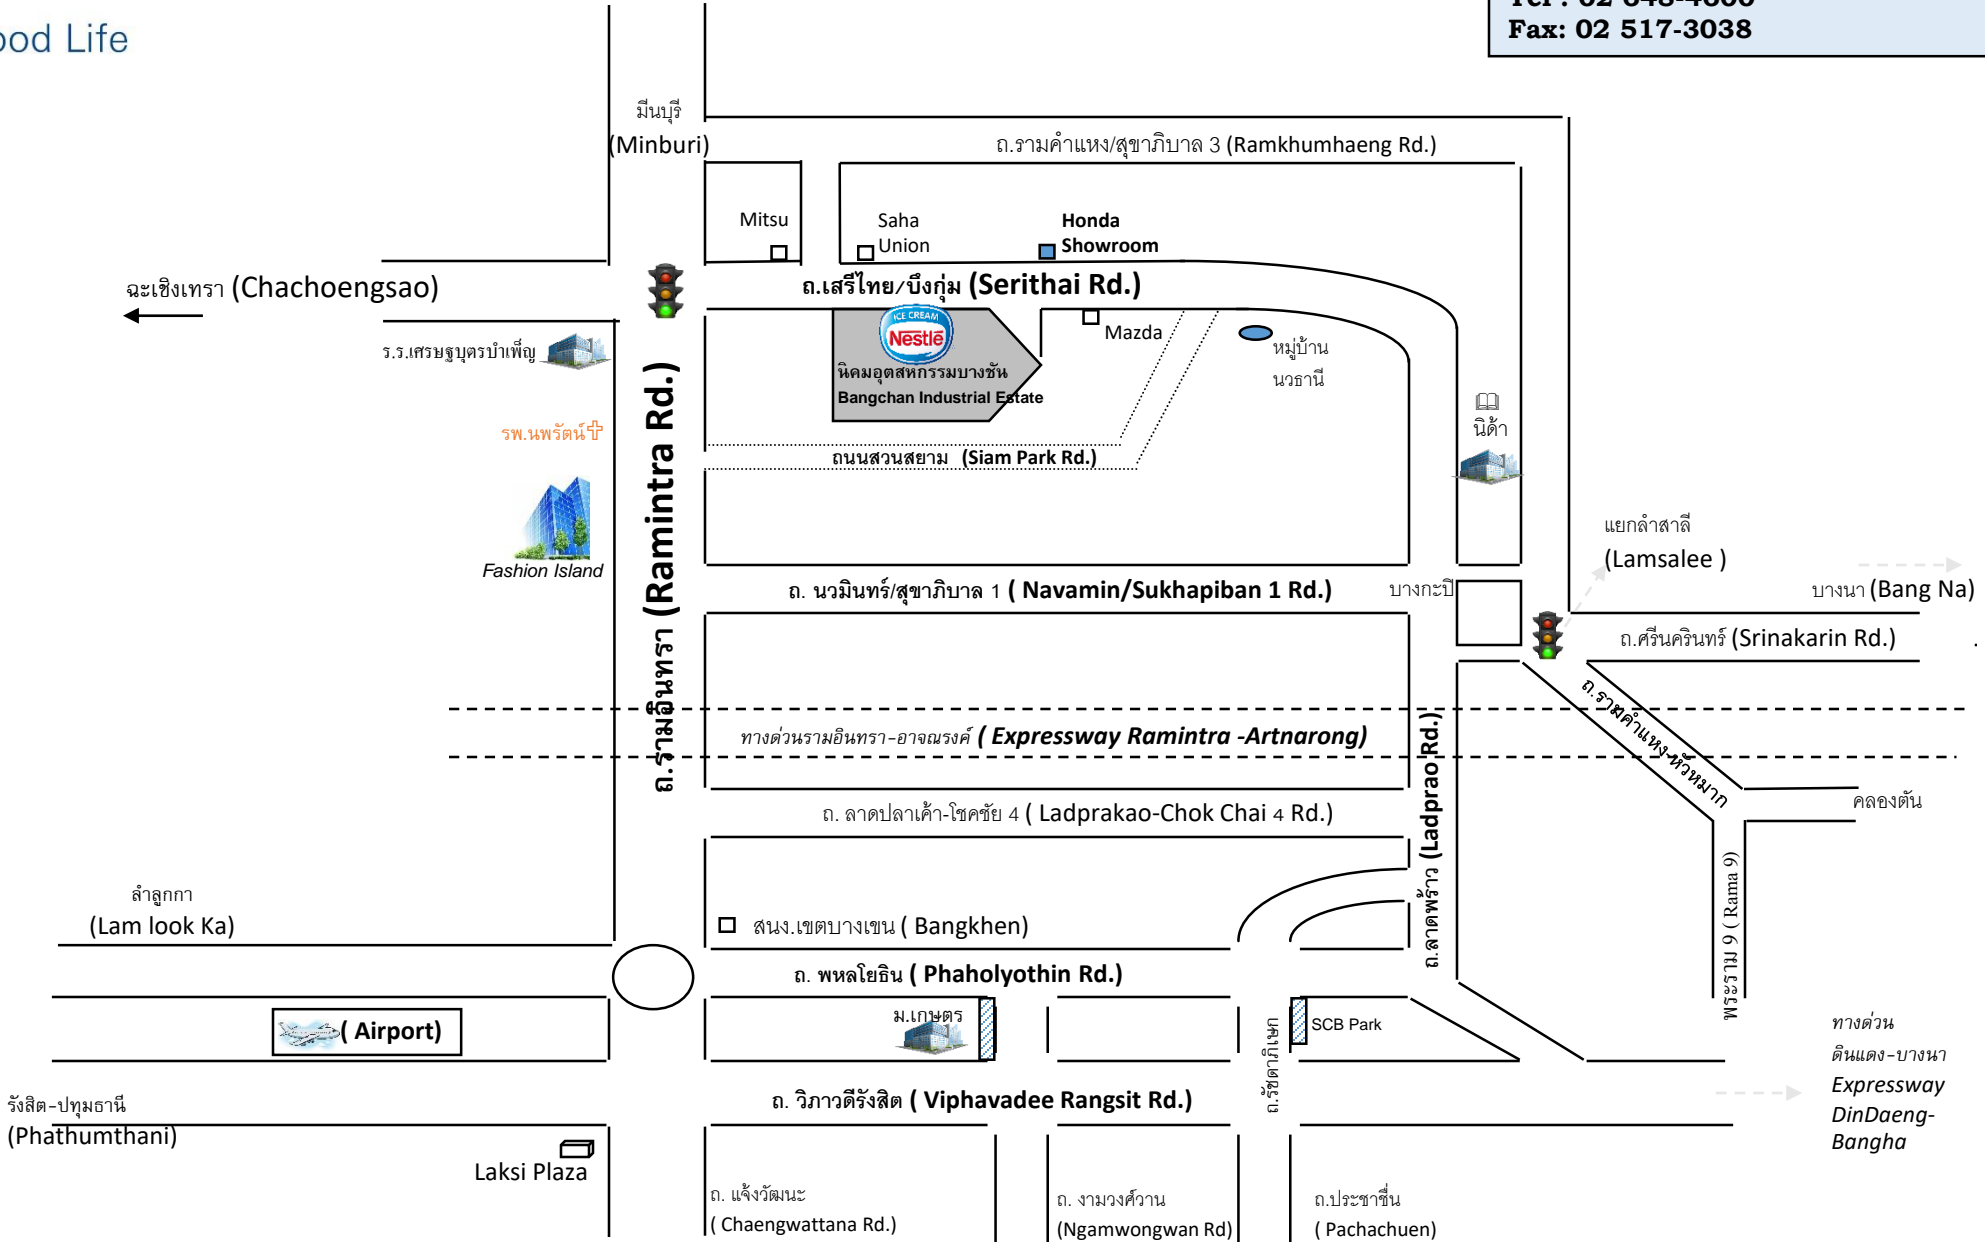 ood Life
Fax: 02 517-3038
มีนบุรี
(Minburi)
ถ.รามคำแหง/สุขาภิบาล 3 (Ramkhumhaeng Rd.)
Mitsu
Saha
Union
Honda
Showroom
ฉะเชิงเทรา (Chachoengsao)
ถ.เสรีไทย/บึงกุ่ม (Serithai Rd.)
ICE CREAM
Nestlé
Mazda
ร.ร.เศรษฐบุตรบำเพ็ญ
นิคมอุตสหกรรมบางชัน
Bangchan Industrial Estate
หมู่บ้าน
นวธานี
รพ.นพรัตน์
นิด้า
ถนนสวนสยาม (Siam Park Rd.)
Fashion Island
ถ.รามอินทรา (Ramintra Rd.)
แยกลำสาลี
(Lamsalee )
ถ. นวมินทร์/สุขาภิบาล 1 ( Navamin/Sukhapiban 1 Rd.)
บางกะปิ
บางนา (Bang Na)
ถ.ศรีนครินทร์ (Srinakarin Rd.)
ถ.รามคำแหง-หัวหมาก
ทางด่วนรามอินทรา-อาจณรงค์ ( Expressway Ramintra -Artnarong)
ถ. ลาดปลาเค้า-โชคชัย 4 ( Ladprakao-Chok Chai 4 Rd.)
คลองตัน
ถ.ลาดพร้าว (Ladprao Rd.)
พระราม 9 ( Rama 9)
ลำลูกกา
(Lam look Ka)
สนง.เขตบางเขน ( Bangkhen)
ถ. พหลโยธิน ( Phaholyothin Rd.)
( Airport)
ม.เกษตร
ถ.รัชดาภิเษก
SCB Park
ทางด่วน
ดินแดง-บางนา
Expressway
DinDaeng-
Bangha
รังสิต-ปทุมธานี
(Phathumthani)
ถ. วิภาวดีรังสิต ( Viphavadee Rangsit Rd.)
Laksi Plaza
ถ. แจ้งวัฒนะ
( Chaengwattana Rd.)
ถ. งามวงศ์วาน
(Ngamwongwan Rd)
ถ.ประชาชื่น
( Pachachuen)